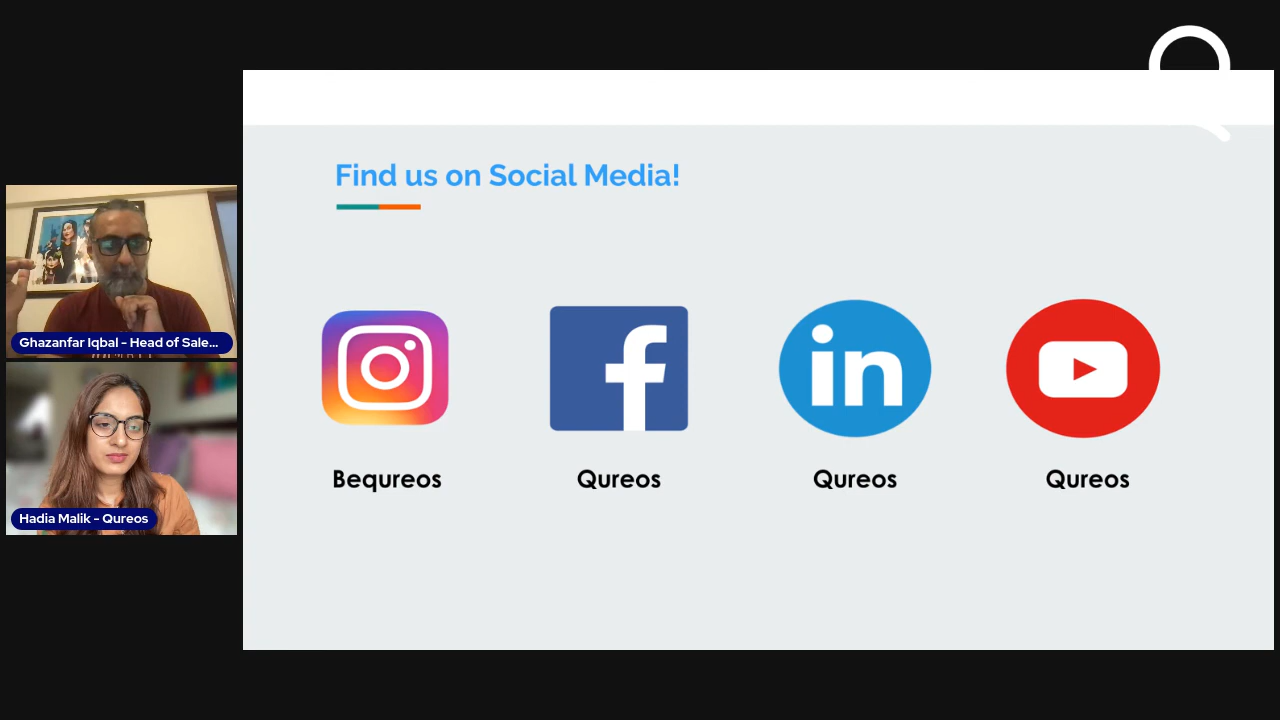 Find us on Social Media!
Bequreos
Qureos
Qureos
Qureos
Ghazanfar Iqbal - Head of Sale...
Hadia Malik - Qureos